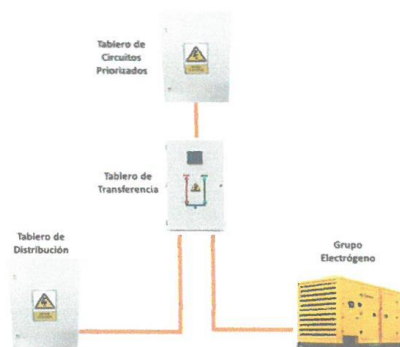 Tablero de
Circuitos
Priorizados
Tablero de
Transferencia
Tablero de
Distribución
Grupo
Electrógeno